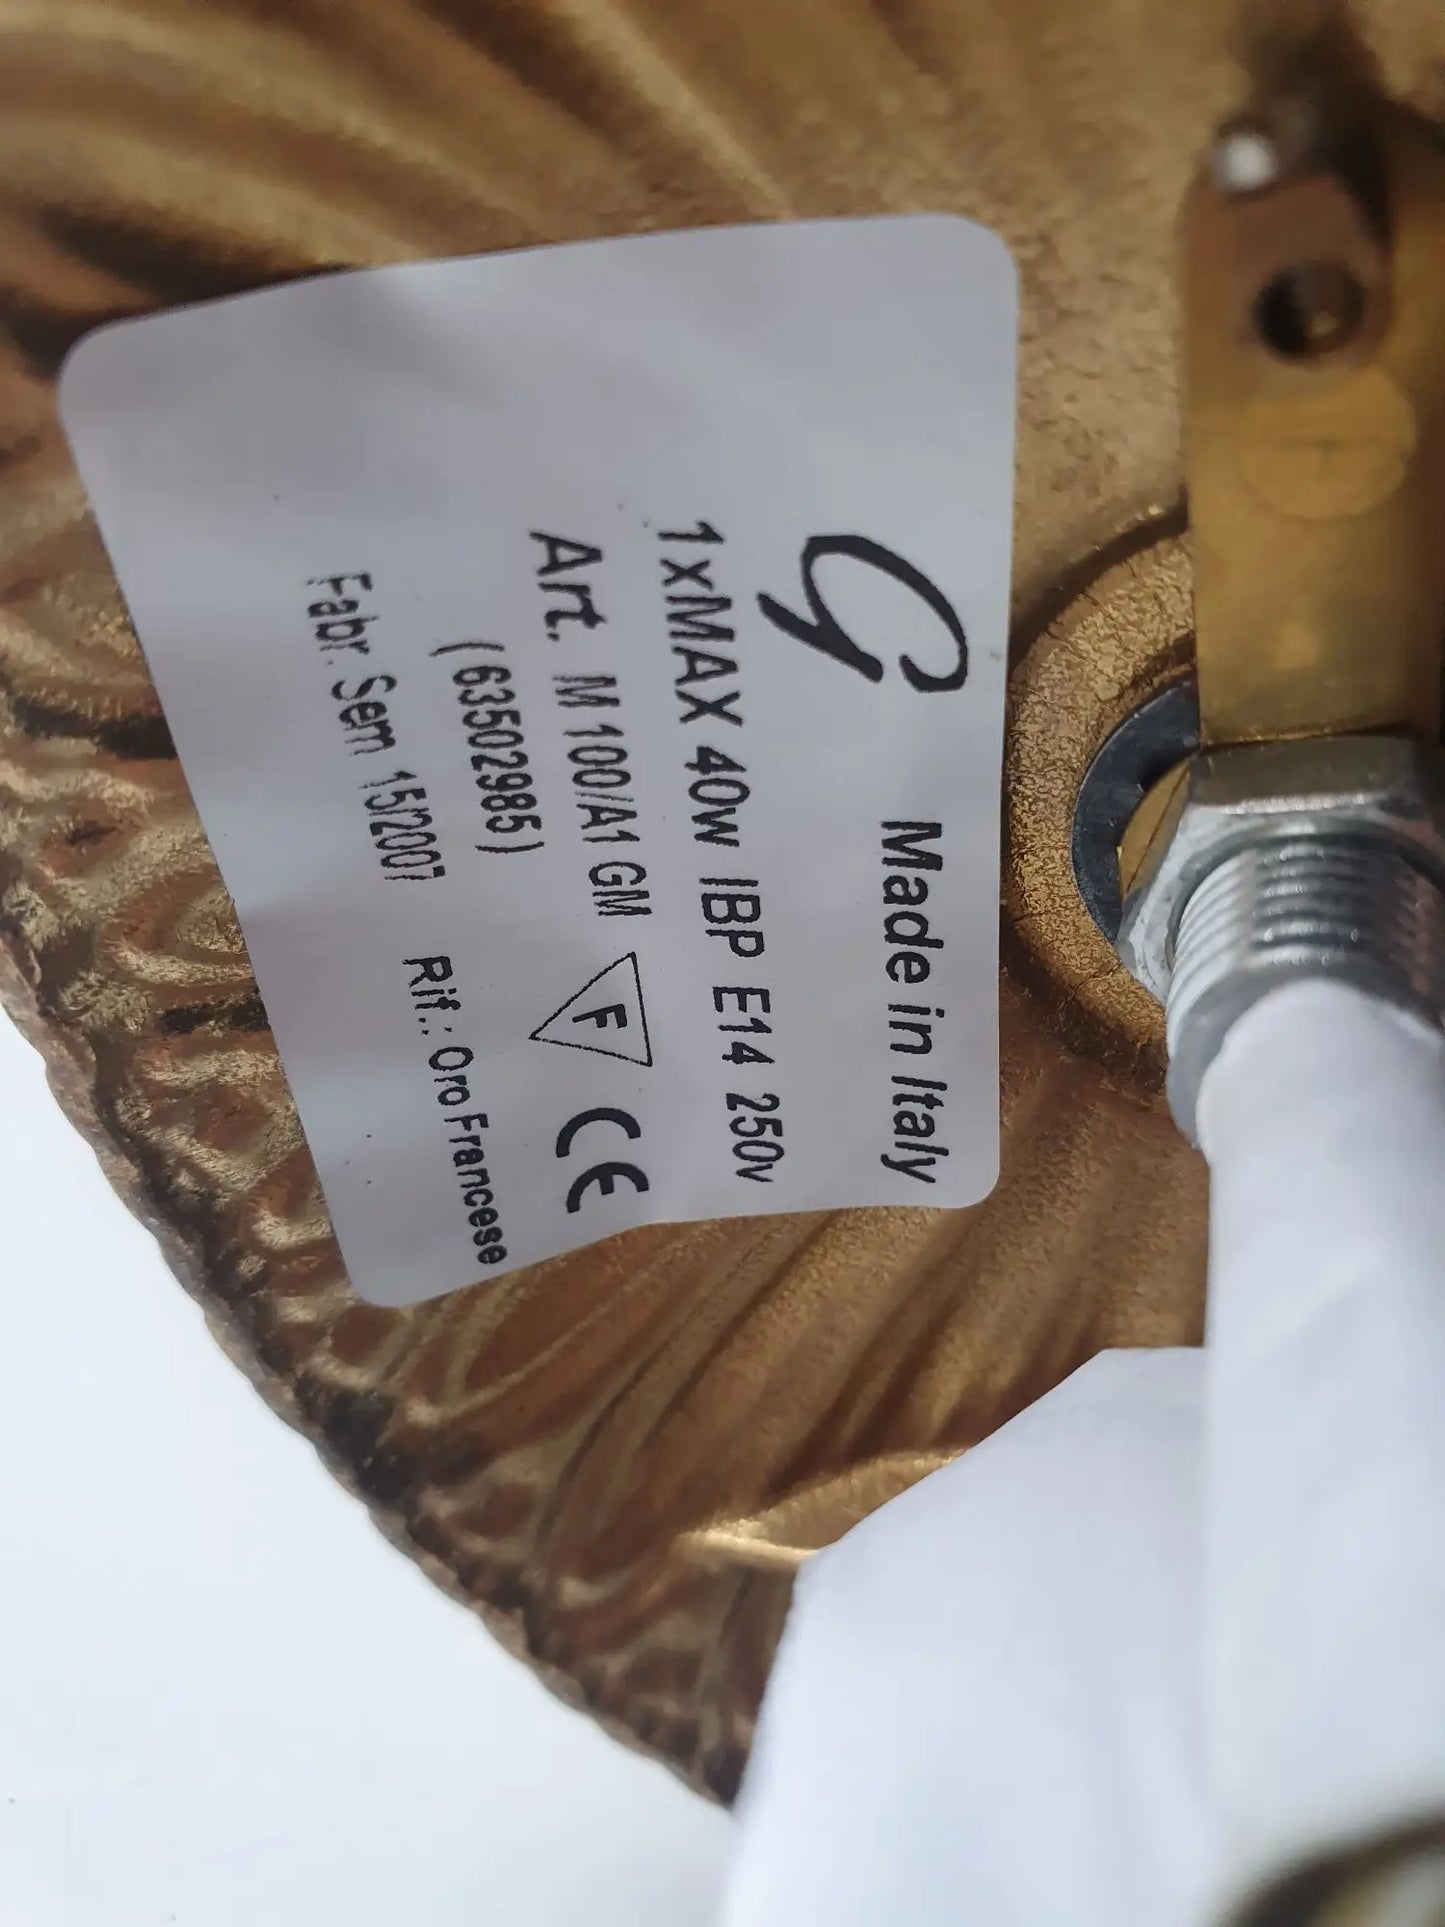 G Made in Italy
1xMAX 40w IBP E14 250v
Art. M 100/A1 GM F CE
(63502985)
Fabr. Sem 15/2007 Rif.: Oro Francese